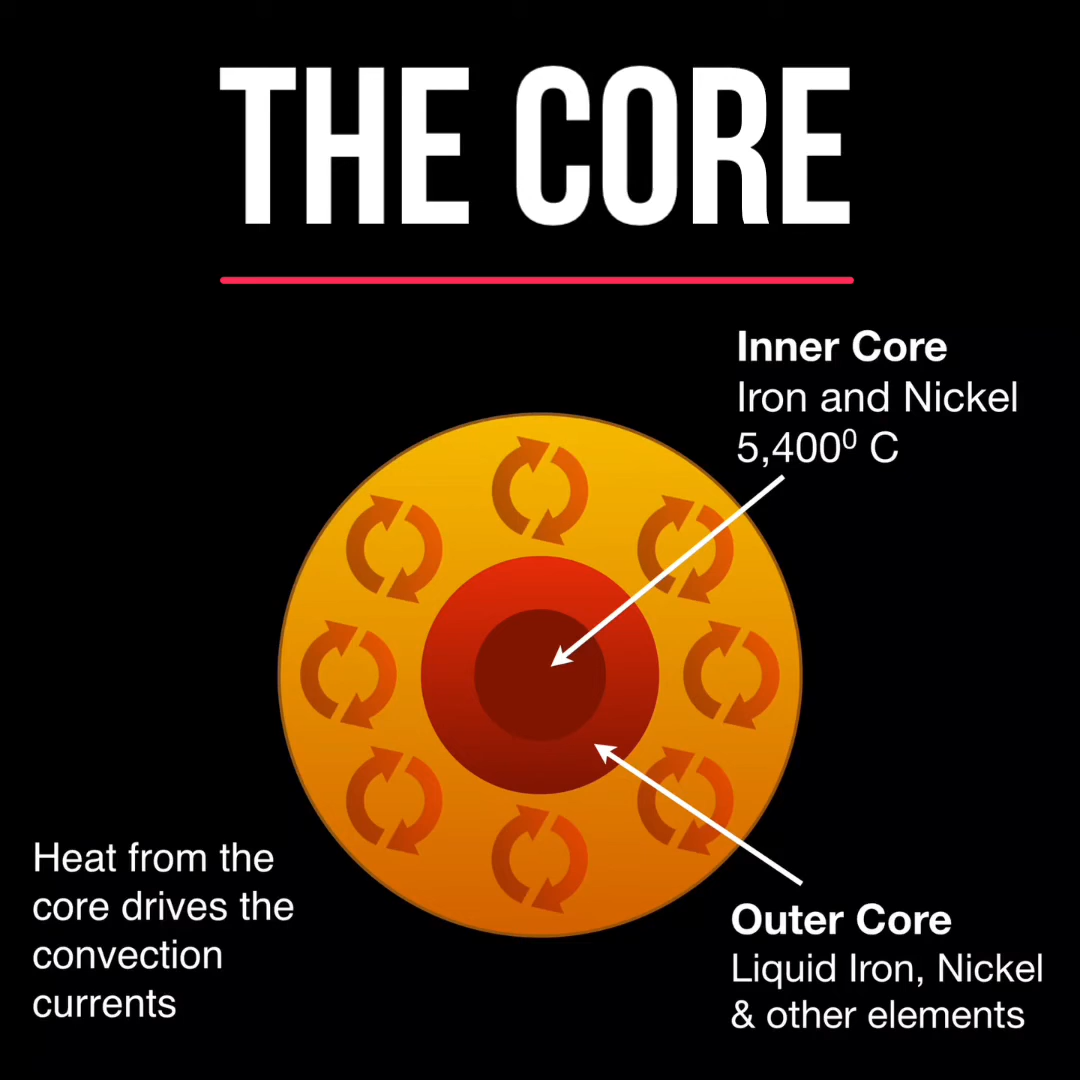 THE CORE
Inner Core
Iron and Nickel
5,400⁰ C
Heat from the
core drives the
convection
currents
Outer Core
Liquid Iron, Nickel
& other elements